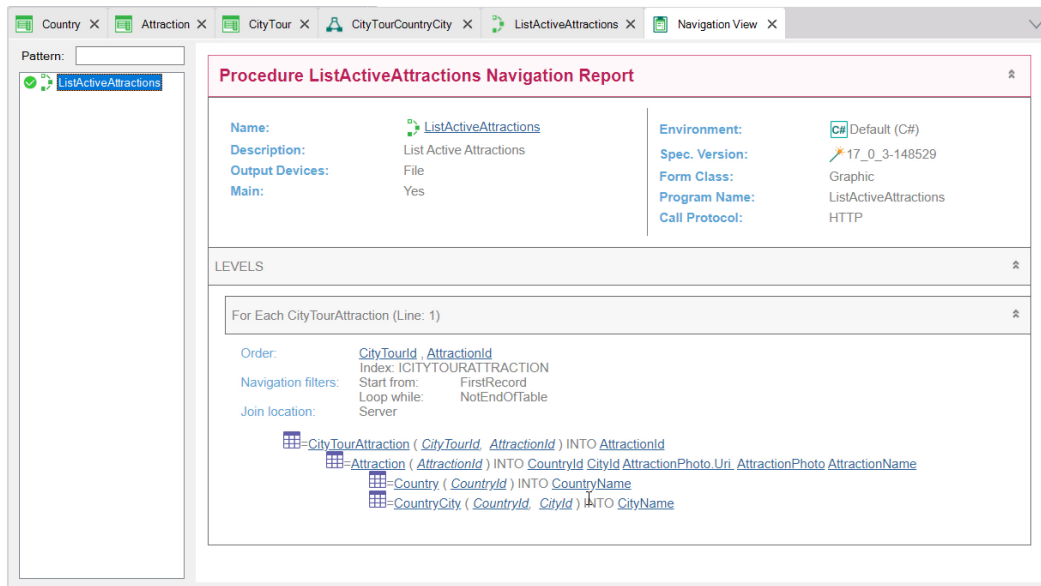 Country X Attraction X CityTour X CityTourCountryCity X ListActiveAttractions X Navigation View X
Pattern:
ListActiveAttractions
Procedure ListActiveAttractions Navigation Report
Name: ListActiveAttractions
Description: List Active Attractions
Output Devices: File
Main: Yes
Environment: C# Default (C#)
Spec. Version: 17_0_3-148529
Form Class: Graphic
Program Name: ListActiveAttractions
Call Protocol: HTTP
LEVELS
For Each CityTourAttraction (Line: 1)
Order: CityTourId , AttractionId
Index: ICITYTOURATTRACTION
Navigation filters: Start from: FirstRecord
Loop while: NotEndOfTable
Join location: Server
=CityTourAttraction ( CityTourId, AttractionId ) INTO AttractionId
=Attraction ( AttractionId ) INTO CountryId CityId AttractionPhoto.Uri AttractionPhoto AttractionName
=Country ( CountryId ) INTO CountryName
=CountryCity ( CountryId, CityId ) INTO CityName